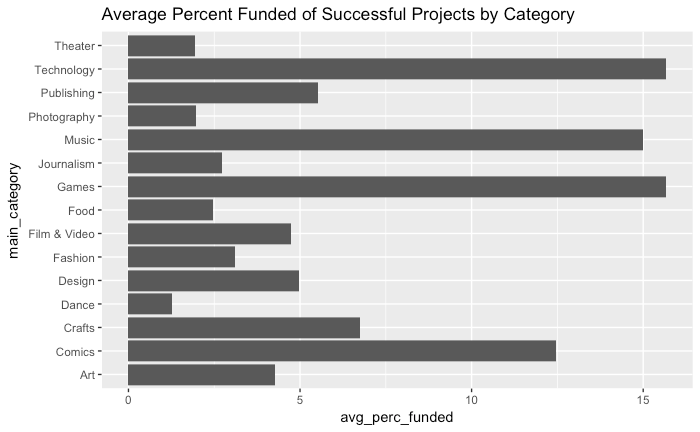 Average Percent Funded of Successful Projects by Category
main_category
Theater
Technology
Publishing
Photography
Music
Journalism
Games
Food
Film & Video
Fashion
Design
Dance
Crafts
Comics
Art
0 5 10 15
avg_perc_funded